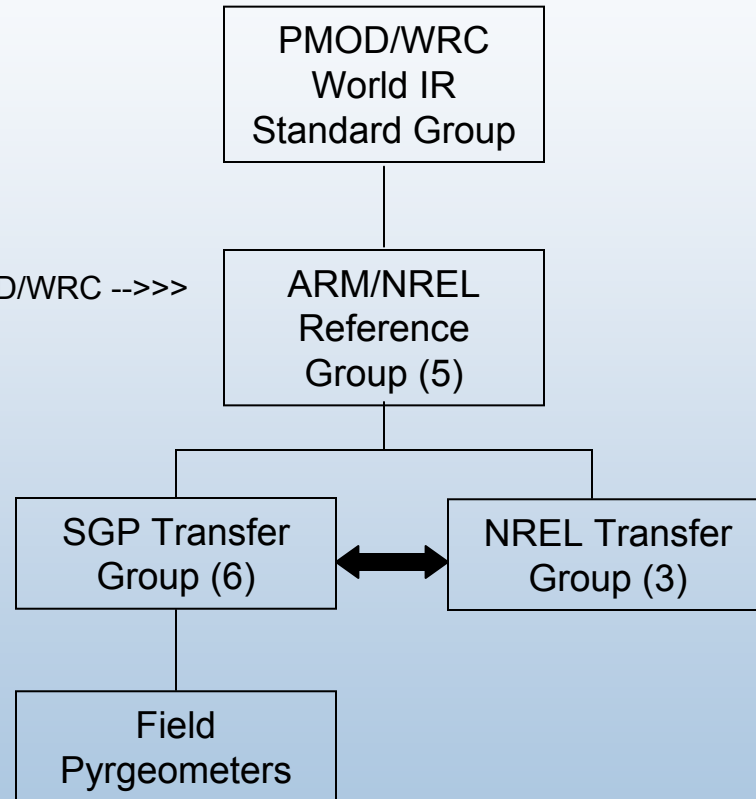 PMOD/WRC
World IR
Standard Group
D/WRC -->>>
ARM/NREL
Reference
Group (5)
SGP Transfer
Group (6)
NREL Transfer
Group (3)
Field
Pyrgeometers